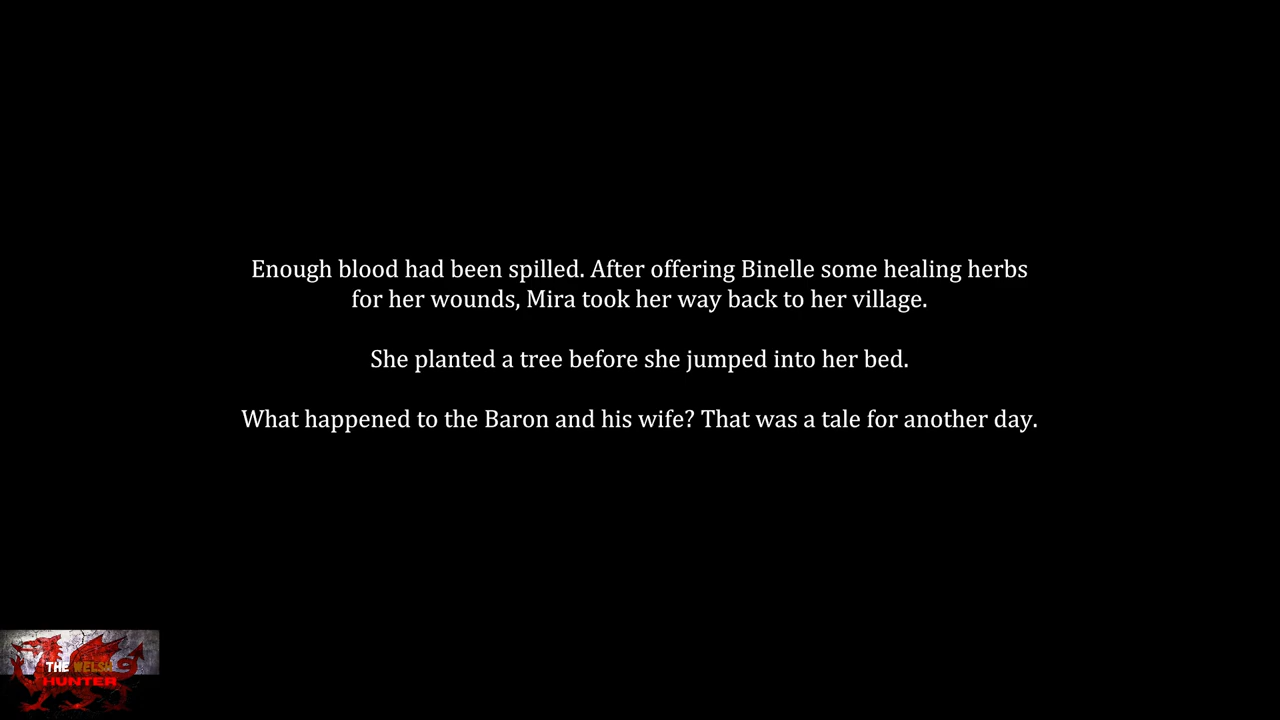 Enough blood had been spilled. After offering Binelle some healing herbs
for her wounds, Mira took her way back to her village.
She planted a tree before she jumped into her bed.
What happened to the Baron and his wife? That was a tale for another day.
THE WELSH
HUNTER